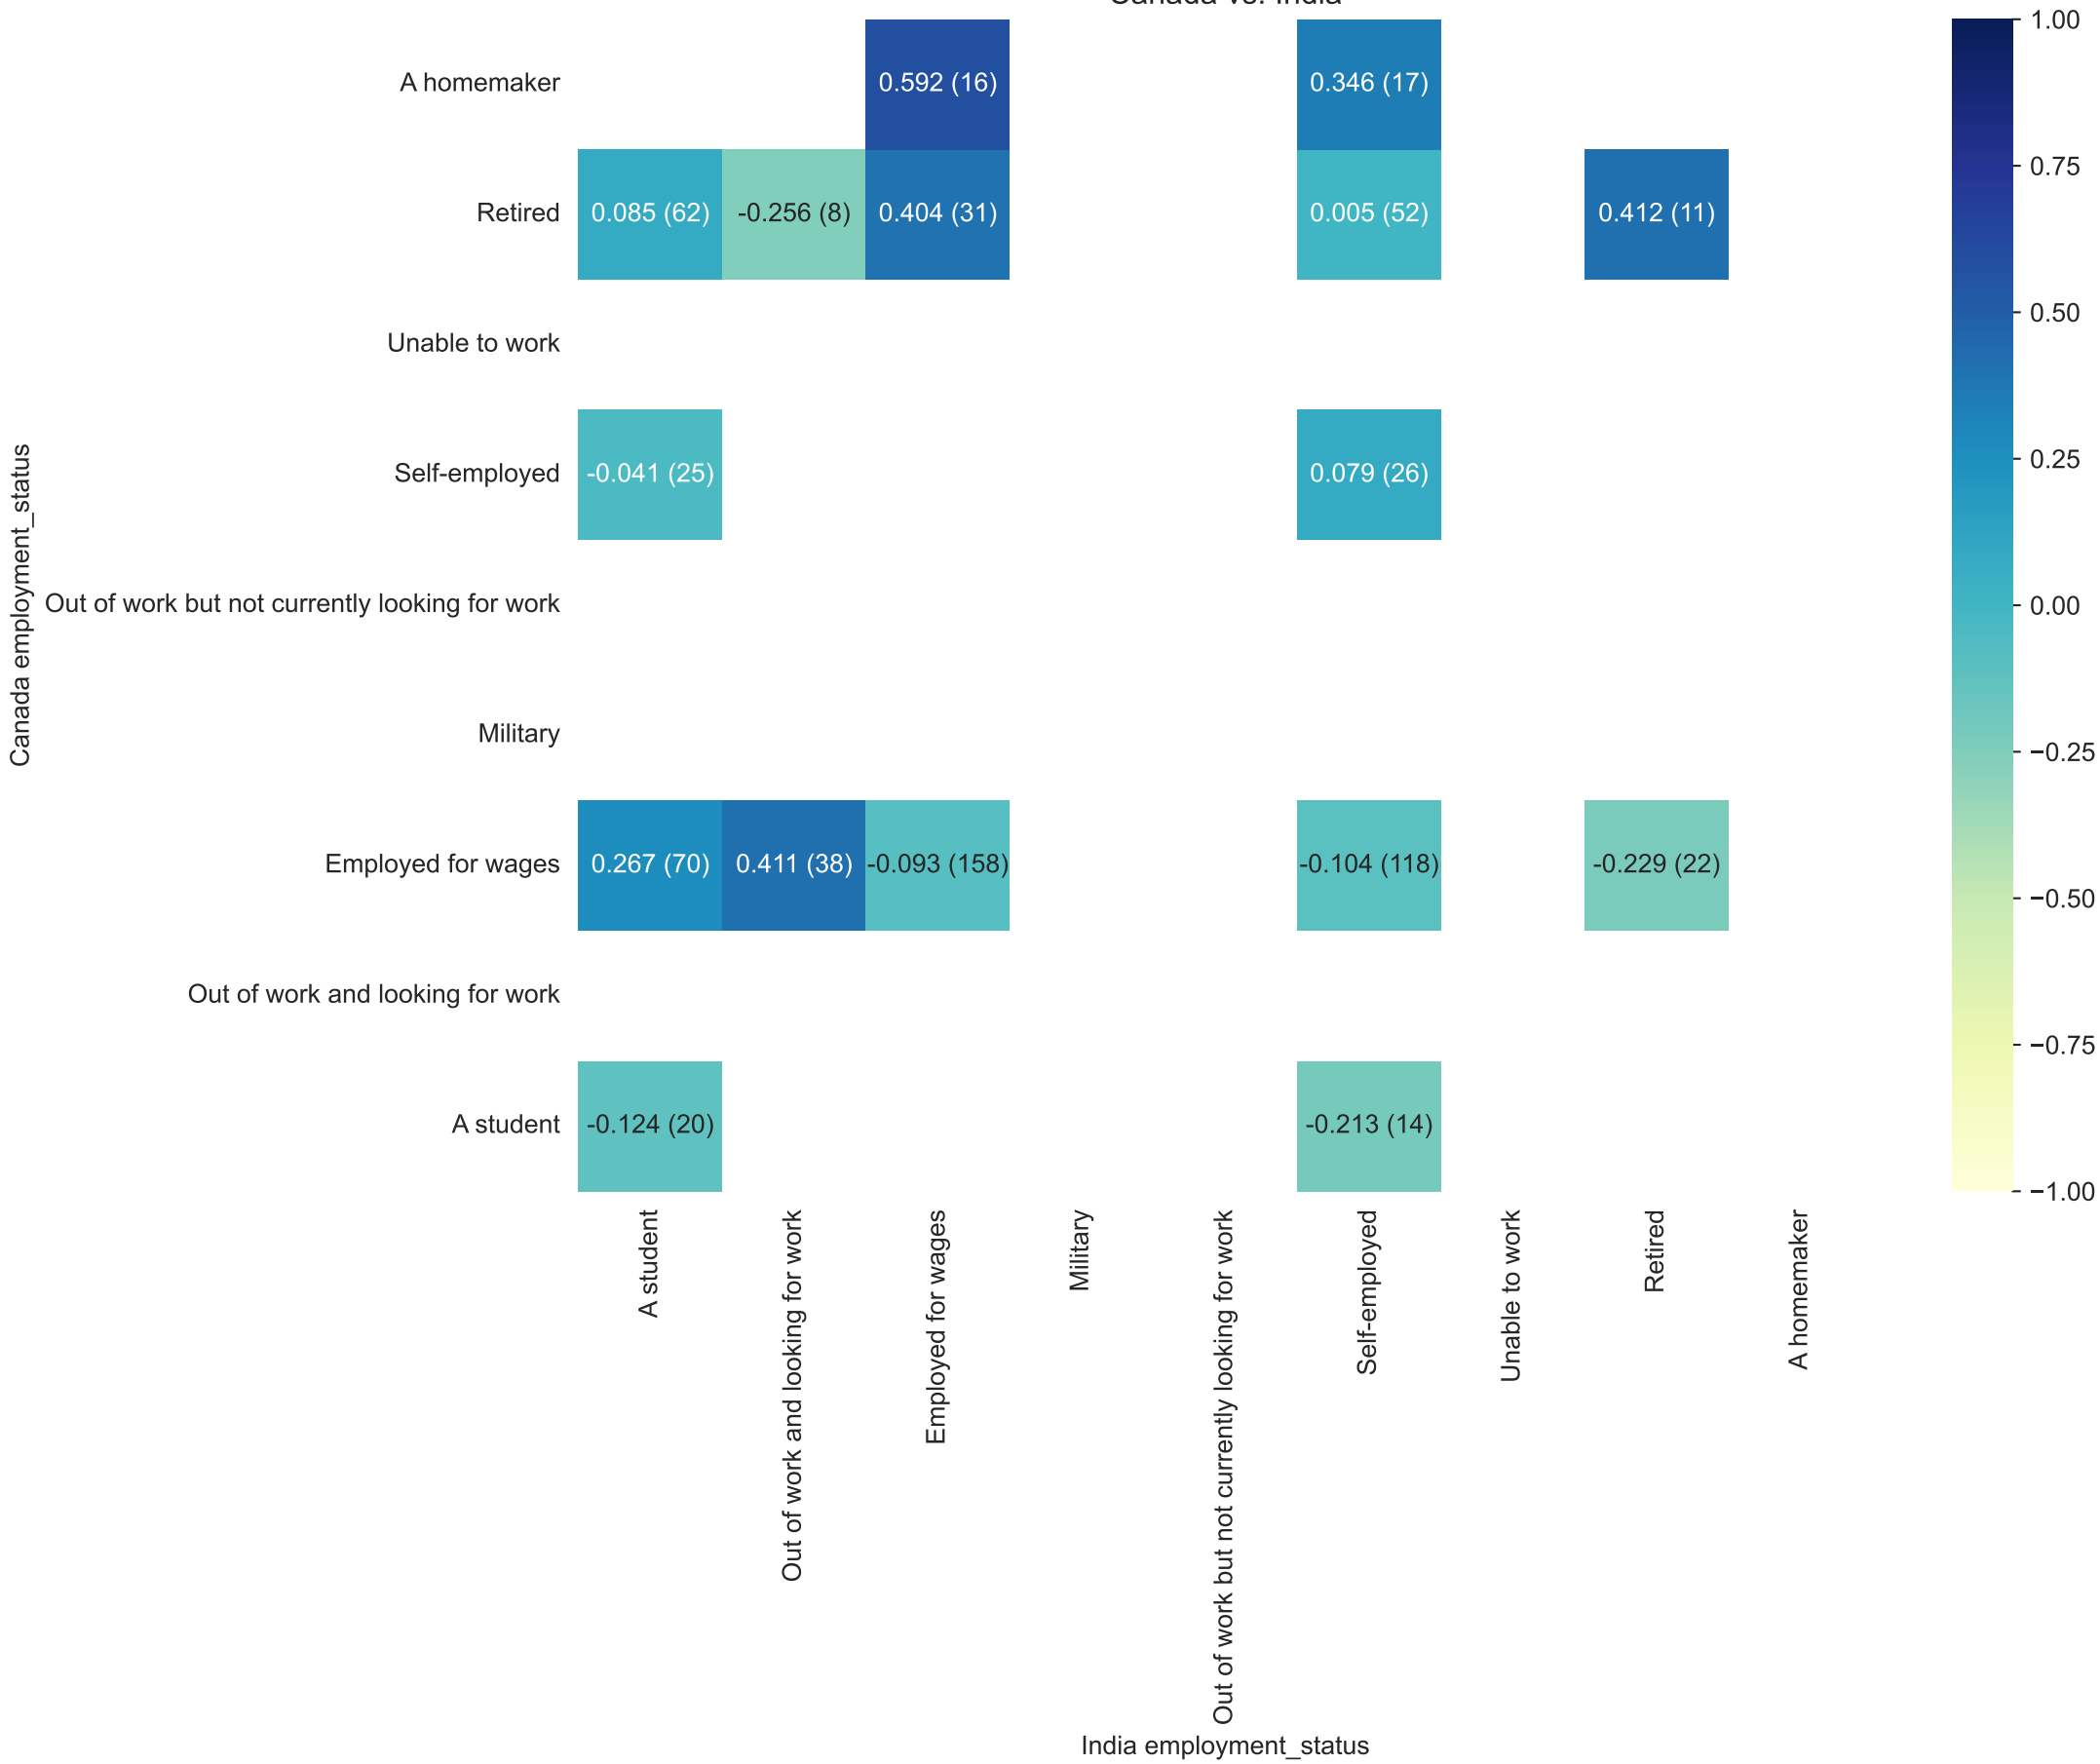 Canada vs. India
A homemaker
0.592 (16)
0.346 (17)
Retired
0.085 (62)
-0.256 (8)
0.404 (31)
0.005 (52)
0.412 (11)
Unable to work
Self-employed
-0.041 (25)
0.079 (26)
Out of work but not currently looking for work
Military
Employed for wages
0.267 (70)
0.411 (38)
-0.093 (158)
-0.104 (118)
-0.229 (22)
Out of work and looking for work
A student
-0.124 (20)
-0.213 (14)
Canada employment_status
A student
Out of work and looking for work
Employed for wages
Military
Out of work but not currently looking for work
Self-employed
Unable to work
Retired
A homemaker
India employment_status
1.00
0.75
0.50
0.25
0.00
−0.25
−0.50
−0.75
−1.00